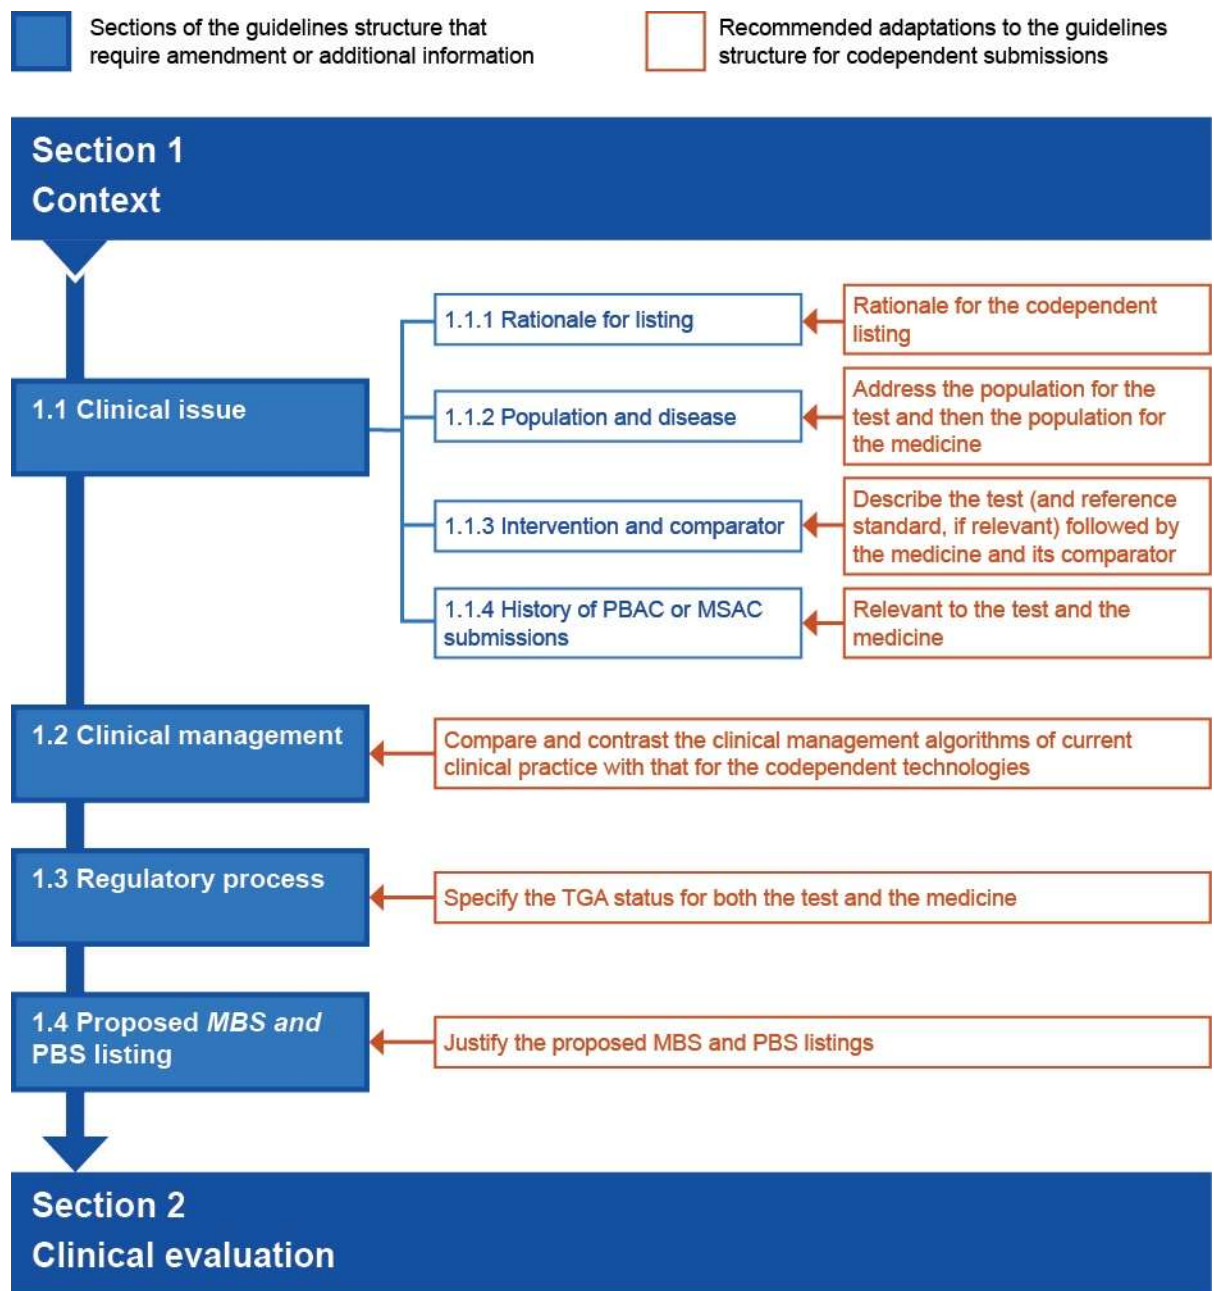 Sections of the guidelines structure that
require amendment or additional information
Recommended adaptations to the guidelines
structure for codependent submissions
Section 1
Context
1.1 Clinical issue
1.1.1 Rationale for listing
Rationale for the codependent
listing
1.1.2 Population and disease
Address the population for the
test and then the population for
the medicine
1.1.3 Intervention and comparator
Describe the test (and reference
standard, if relevant) followed by
the medicine and its comparator
1.1.4 History of PBAC or MSAC
submissions
Relevant to the test and the
medicine
1.2 Clinical management
Compare and contrast the clinical management algorithms of current
clinical practice with that for the codependent technologies
1.3 Regulatory process
Specify the TGA status for both the test and the medicine
1.4 Proposed MBS and
PBS listing
Justify the proposed MBS and PBS listings
Section 2
Clinical evaluation